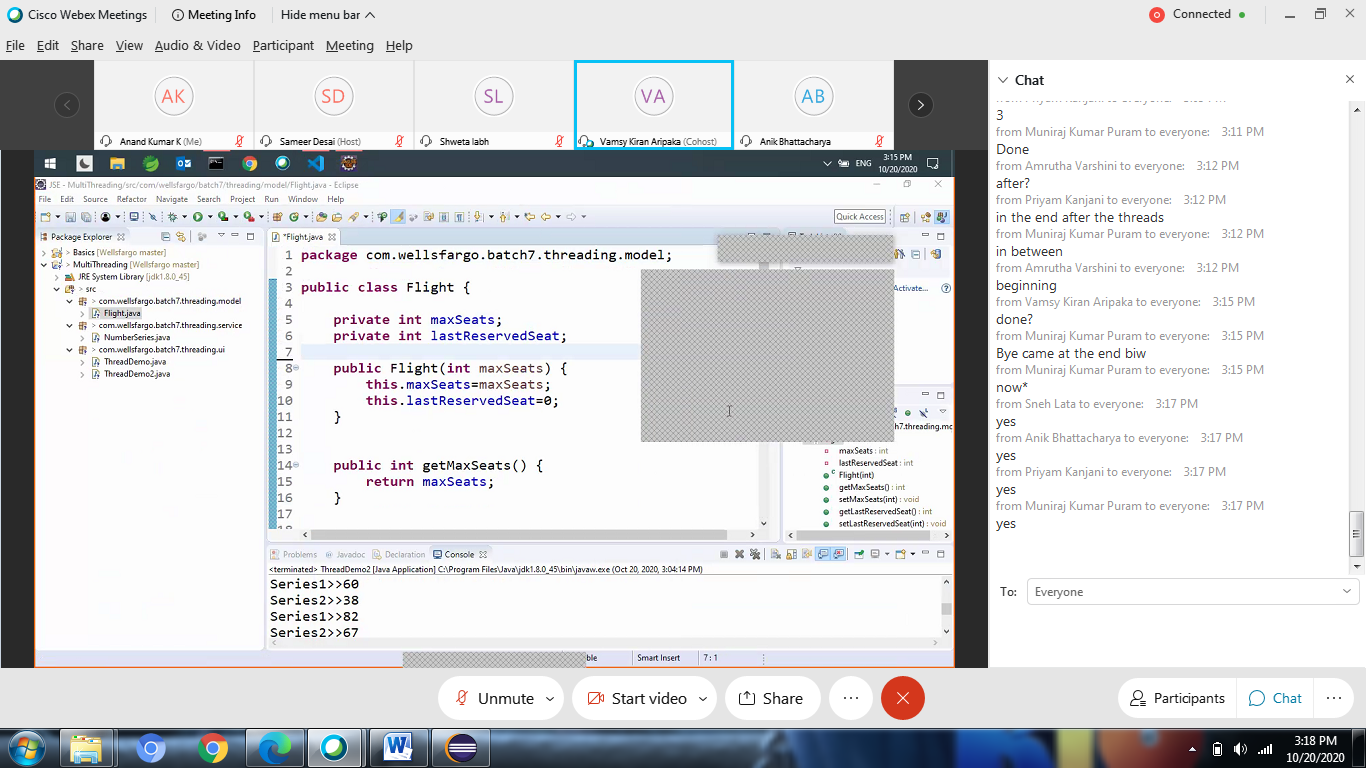 Cisco Webex Meetings
Meeting Info
Hide menu bar
Connected
File Edit Share View Audio & Video Participant Meeting Help
AK
SD
SL
VA
AB
Anand Kumar K (Me)
Sameer Desai (Host)
Shweta labh
Vamsy Kiran Aripaka (Cohost)
Anik Bhattacharya
ENG
3:15 PM
10/20/2020
JSE - MultiThreading/src/com/wellsfargo/batch7/threading/model/Flight.java - Eclipse
File Edit Source Refactor Navigate Search Project Run Window Help
Quick Access
Package Explorer
> Basics [Wellsfargo master]
> MultiThreading [Wellsfargo master]
JRE System Library [jdk1.8.0_45]
> src
> com.wellsfargo.batch7.threading.model
> Flight.java
> com.wellsfargo.batch7.threading.service
> NumberSeries.java
> com.wellsfargo.batch7.threading.ui
> ThreadDemo.java
> ThreadDemo2.java
*Flight.java
1 package com.wellsfargo.batch7.threading.model;
2
3 public class Flight {
4
5 private int maxSeats;
6 private int lastReservedSeat;
7
8 public Flight(int maxSeats) {
9 this.maxSeats=maxSeats;
10 this.lastReservedSeat=0;
11 }
12
13
14 public int getMaxSeats() {
15 return maxSeats;
16 }
17
18
Activate...
h7.threading.mo
maxSeats : int
lastReservedSeat : int
Flight(int)
getMaxSeats() : int
setMaxSeats(int) : void
getLastReservedSeat() : int
setLastReservedSeat(int) : void
Problems Javadoc Declaration Console
<terminated> ThreadDemo2 [Java Application] C:\Program Files\Java\jdk1.8.0_45\bin\javaw.exe (Oct 20, 2020, 3:04:14 PM)
Series1>>60
Series2>>38
Series1>>82
Series2>>67
ble
Smart Insert
7 : 1
Chat
3
from Muniraj Kumar Puram to everyone: 3:11 PM
Done
from Amrutha Varshini to everyone: 3:12 PM
after?
from Priyam Kanjani to everyone: 3:12 PM
in the end after the threads
from Muniraj Kumar Puram to everyone: 3:12 PM
in between
from Amrutha Varshini to everyone: 3:12 PM
beginning
from Vamsy Kiran Aripaka to everyone: 3:15 PM
done?
from Muniraj Kumar Puram to everyone: 3:15 PM
Bye came at the end biw
from Muniraj Kumar Puram to everyone: 3:15 PM
now*
from Sneh Lata to everyone: 3:17 PM
yes
from Anik Bhattacharya to everyone: 3:17 PM
yes
from Priyam Kanjani to everyone: 3:17 PM
yes
from Muniraj Kumar Puram to everyone: 3:17 PM
yes
To: Everyone
Unmute
Start video
Share
Participants
Chat
3:18 PM
10/20/2020